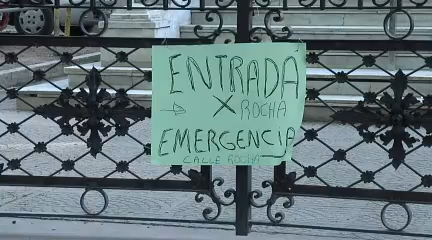 ENTRADA
→ X ROCHA
EMERGENCIA
CALLE ROCHA